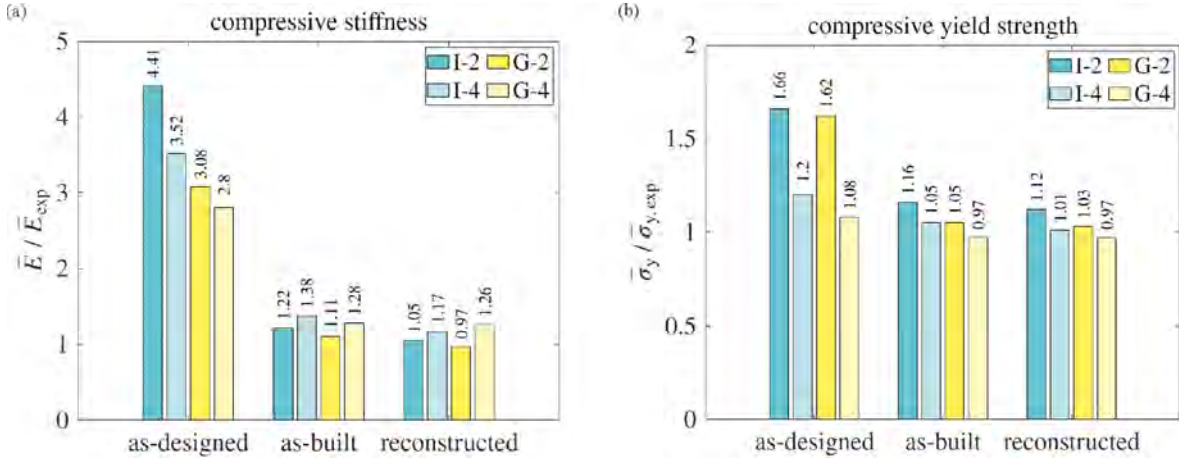 (a)
compressive stiffness
I-2 G-2
I-4 G-4
5
4
3
2
1
0
E̅ / E̅exp
4.41
3.52
3.08
2.8
1.22
1.38
1.11
1.28
1.05
1.17
0.97
1.26
as-designed as-built reconstructed
(b)
compressive yield strength
I-2 G-2
I-4 G-4
2
1.5
1
0.5
0
σ̅y / σ̅y, exp
1.66
1.2
1.62
1.08
1.16
1.05
1.05
0.97
1.12
1.01
1.03
0.97
as-designed as-built reconstructed